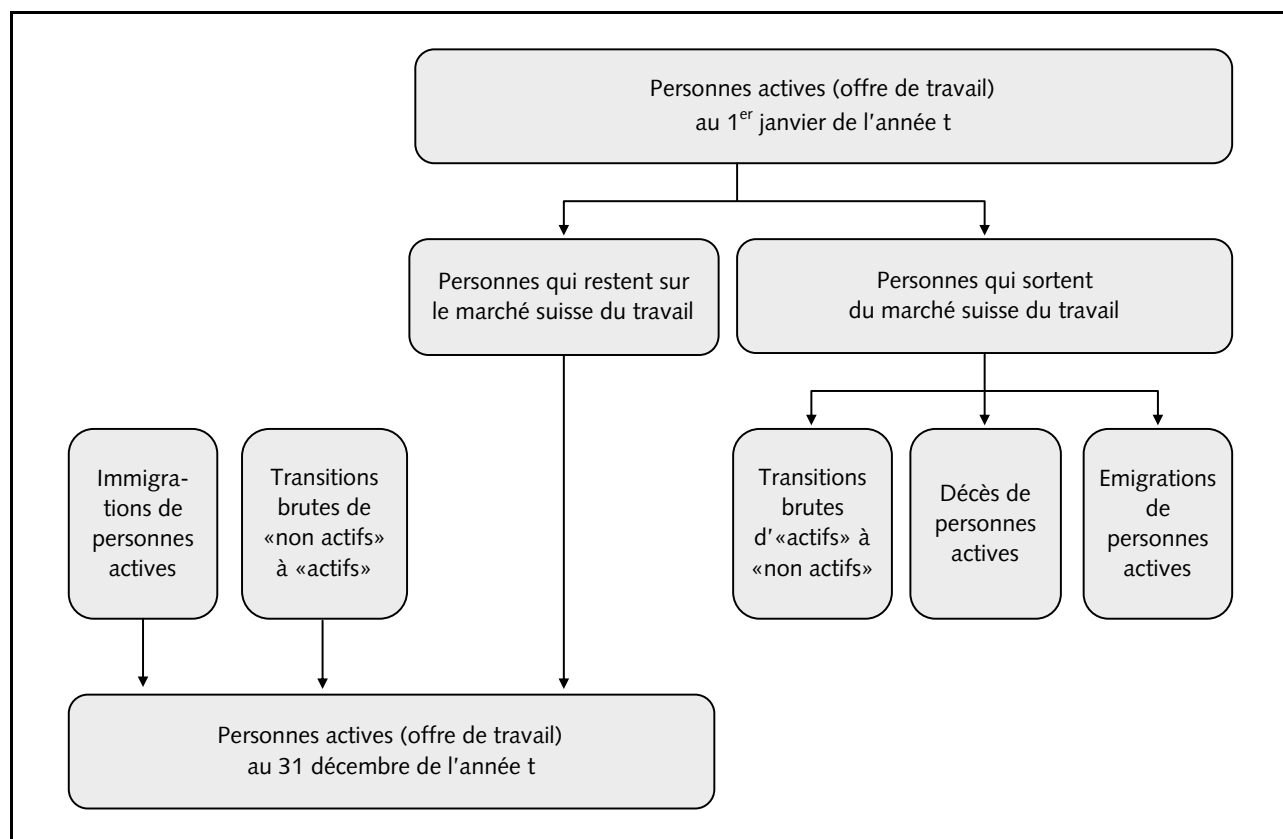 Personnes actives (offre de travail)
au 1er janvier de l'année t
Personnes qui restent sur
le marché suisse du travail
Personnes qui sortent
du marché suisse du travail
Immigra-
tions de
personnes
actives
Transitions
brutes de
«non actifs»
à «actifs»
Transitions
brutes
d'«actifs» à
«non actifs»
Décès de
personnes
actives
Emigrations
de
personnes
actives
Personnes actives (offre de travail)
au 31 décembre de l'année t